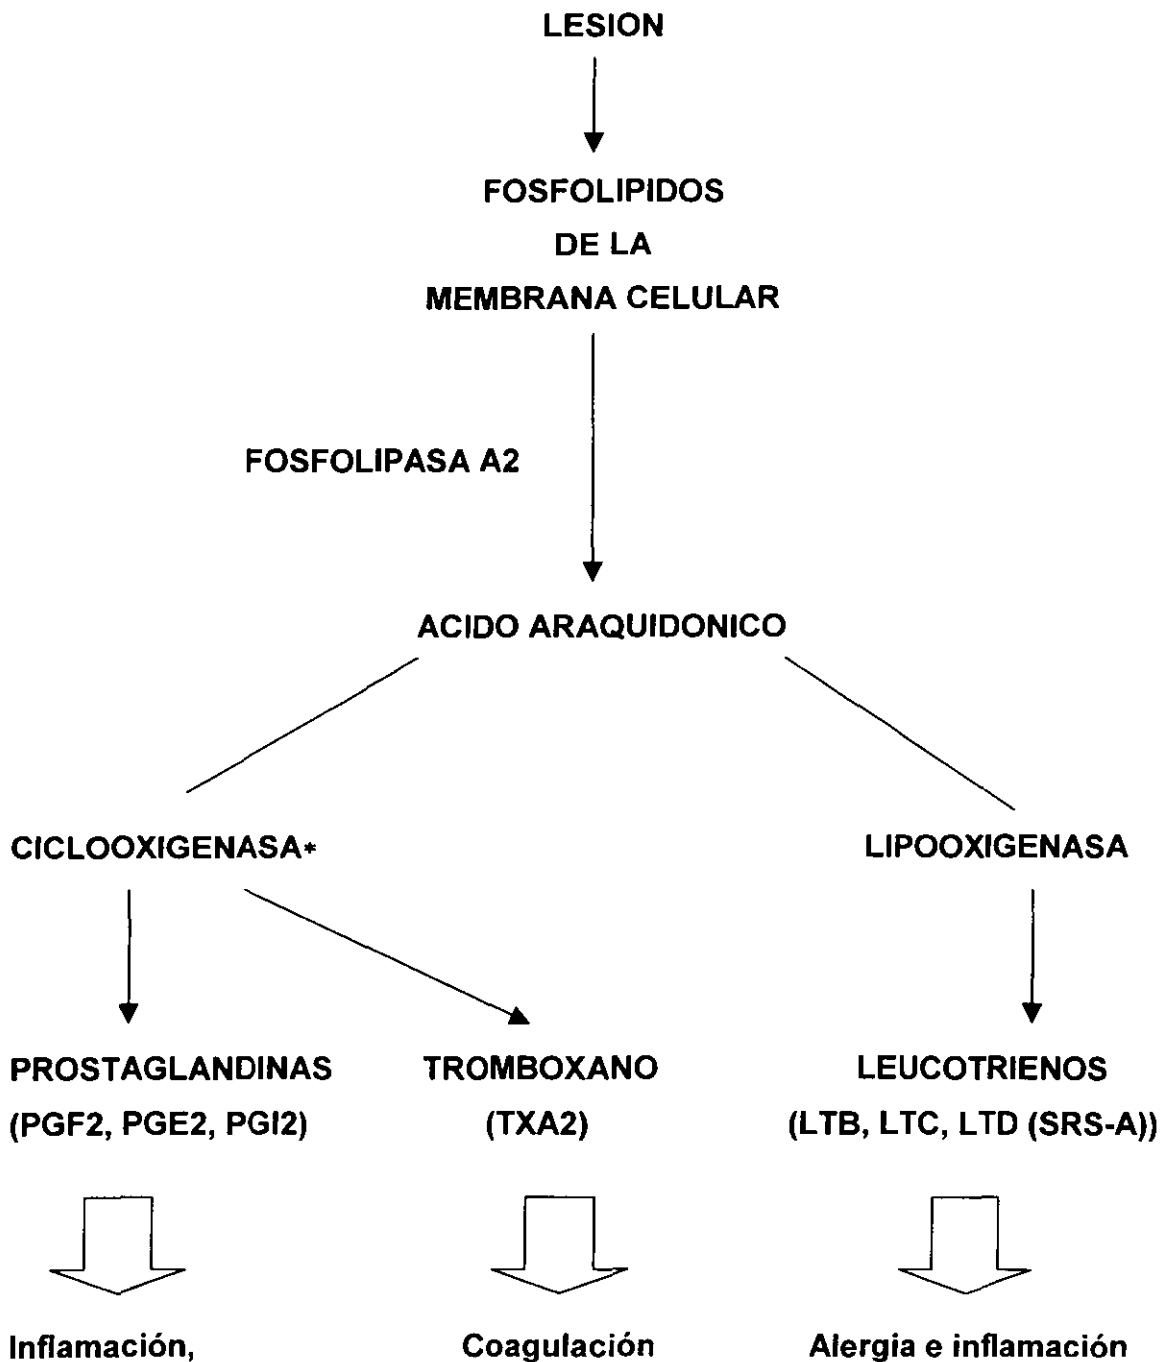 LESION
FOSFOLIPIDOS
DE LA
MEMBRANA CELULAR
FOSFOLIPASA A2
ACIDO ARAQUIDONICO
CICLOOXIGENASA*
LIPOOXIGENASA
PROSTAGLANDINAS
(PGF2, PGE2, PGI2)
TROMBOXANO
(TXA2)
LEUCOTRIENOS
(LTB, LTC, LTD (SRS-A))
Inflamación,
Coagulación
Alergia e inflamación